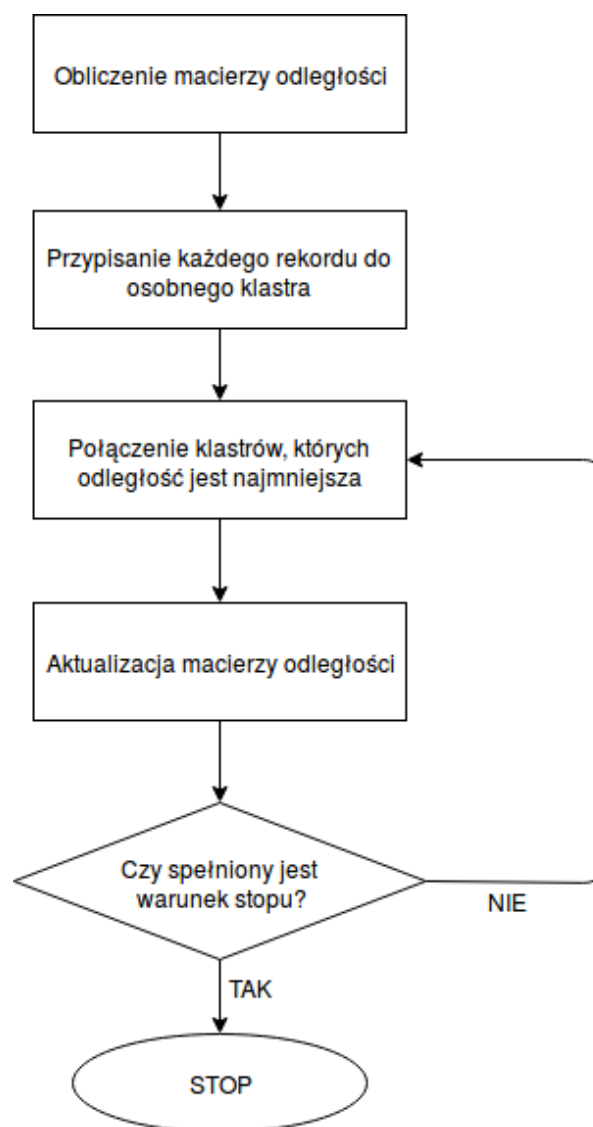 Obliczenie macierzy odległości
Przypisanie każdego rekordu do
osobnego klastra
Połączenie klastrów, których
odległość jest najmniejsza
Aktualizacja macierzy odległości
Czy spełniony jest
warunek stopu?
NIE
TAK
STOP